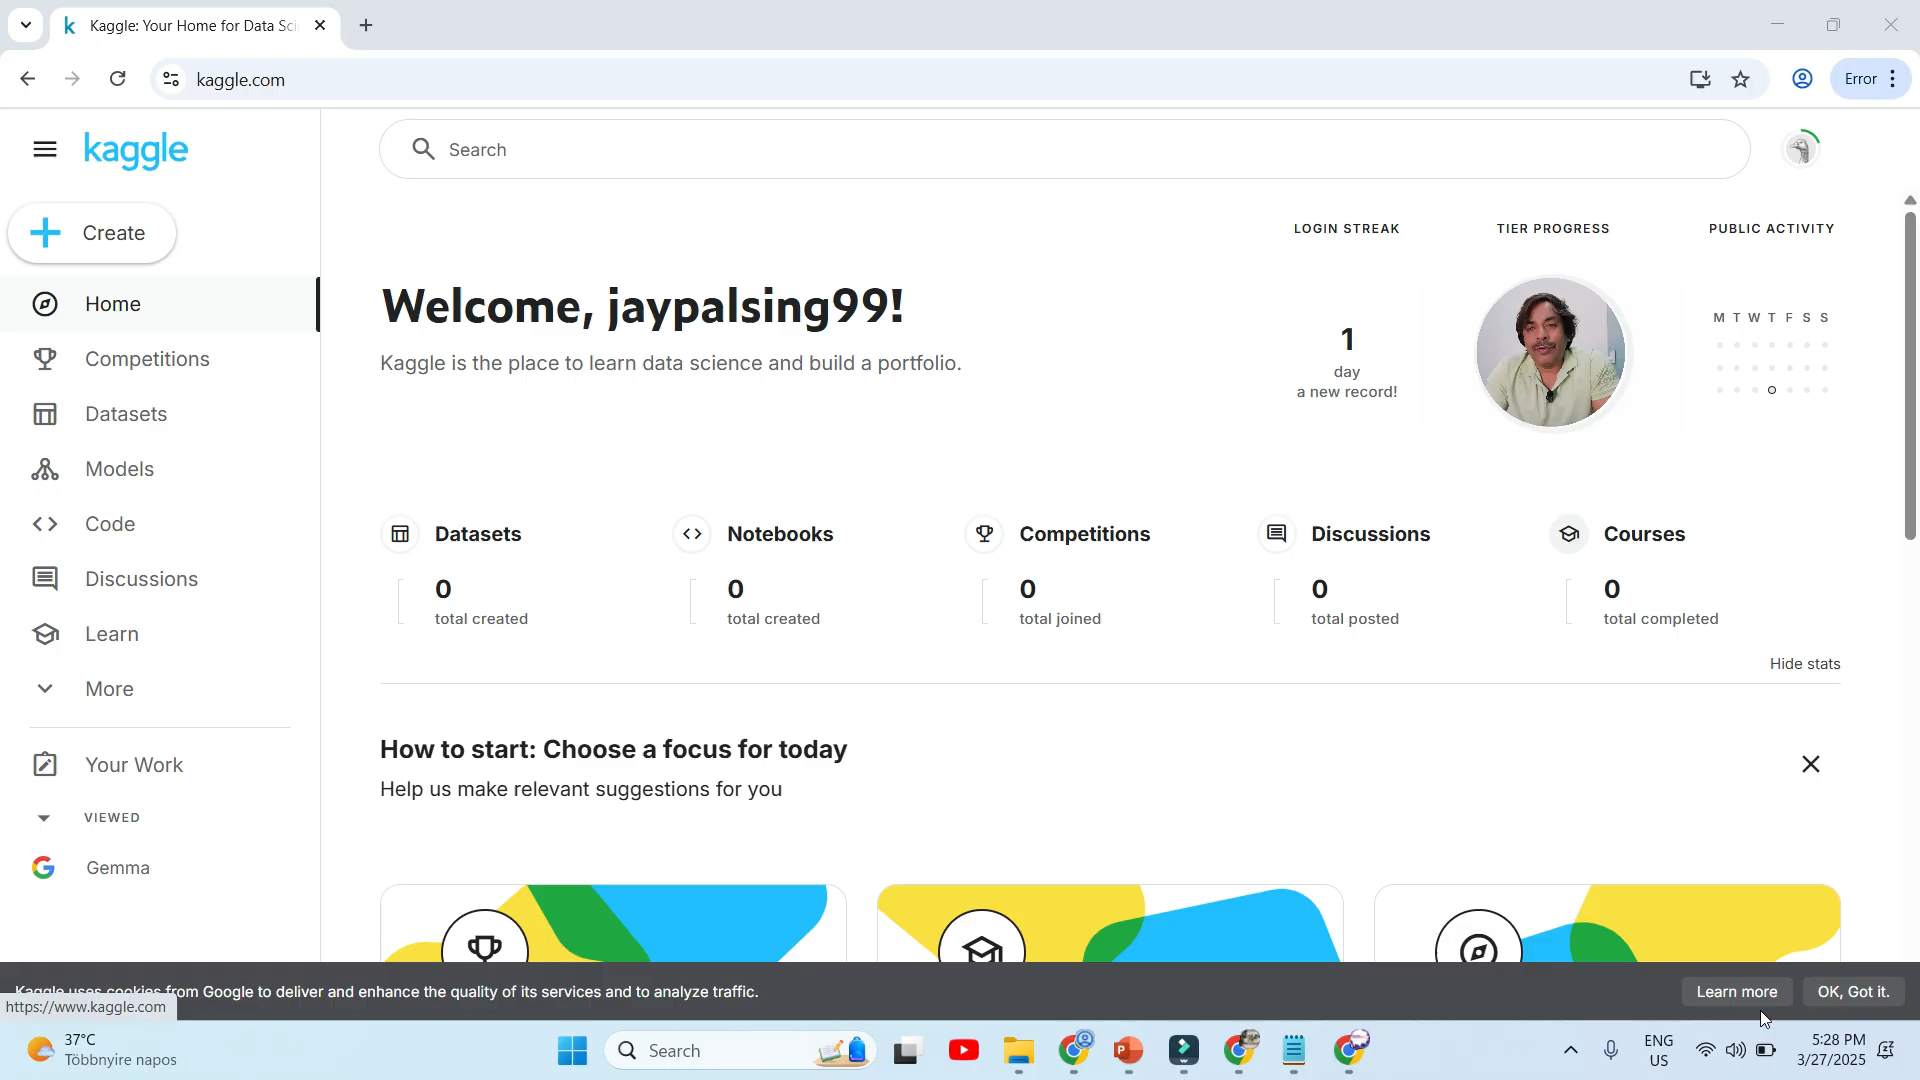 Kaggle: Your Home for Data Sci
kaggle.com
Error
kaggle
Search
Create
LOGIN STREAK
TIER PROGRESS
PUBLIC ACTIVITY
Home
Welcome, jaypalsing99!
Kaggle is the place to learn data science and build a portfolio.
1
day
a new record!
M T W T F S S
Competitions
Datasets
Models
Code
Discussions
Learn
More
Your Work
VIEWED
Gemma
Datasets
0
total created
Notebooks
0
total created
Competitions
0
total joined
Discussions
0
total posted
Courses
0
total completed
Hide stats
How to start: Choose a focus for today
Help us make relevant suggestions for you
Kaggle uses cookies from Google to deliver and enhance the quality of its services and to analyze traffic.
Learn more
OK, Got it.
https://www.kaggle.com
37°C
Többnyire napos
Search
ENG
US
5:28 PM
3/27/2025